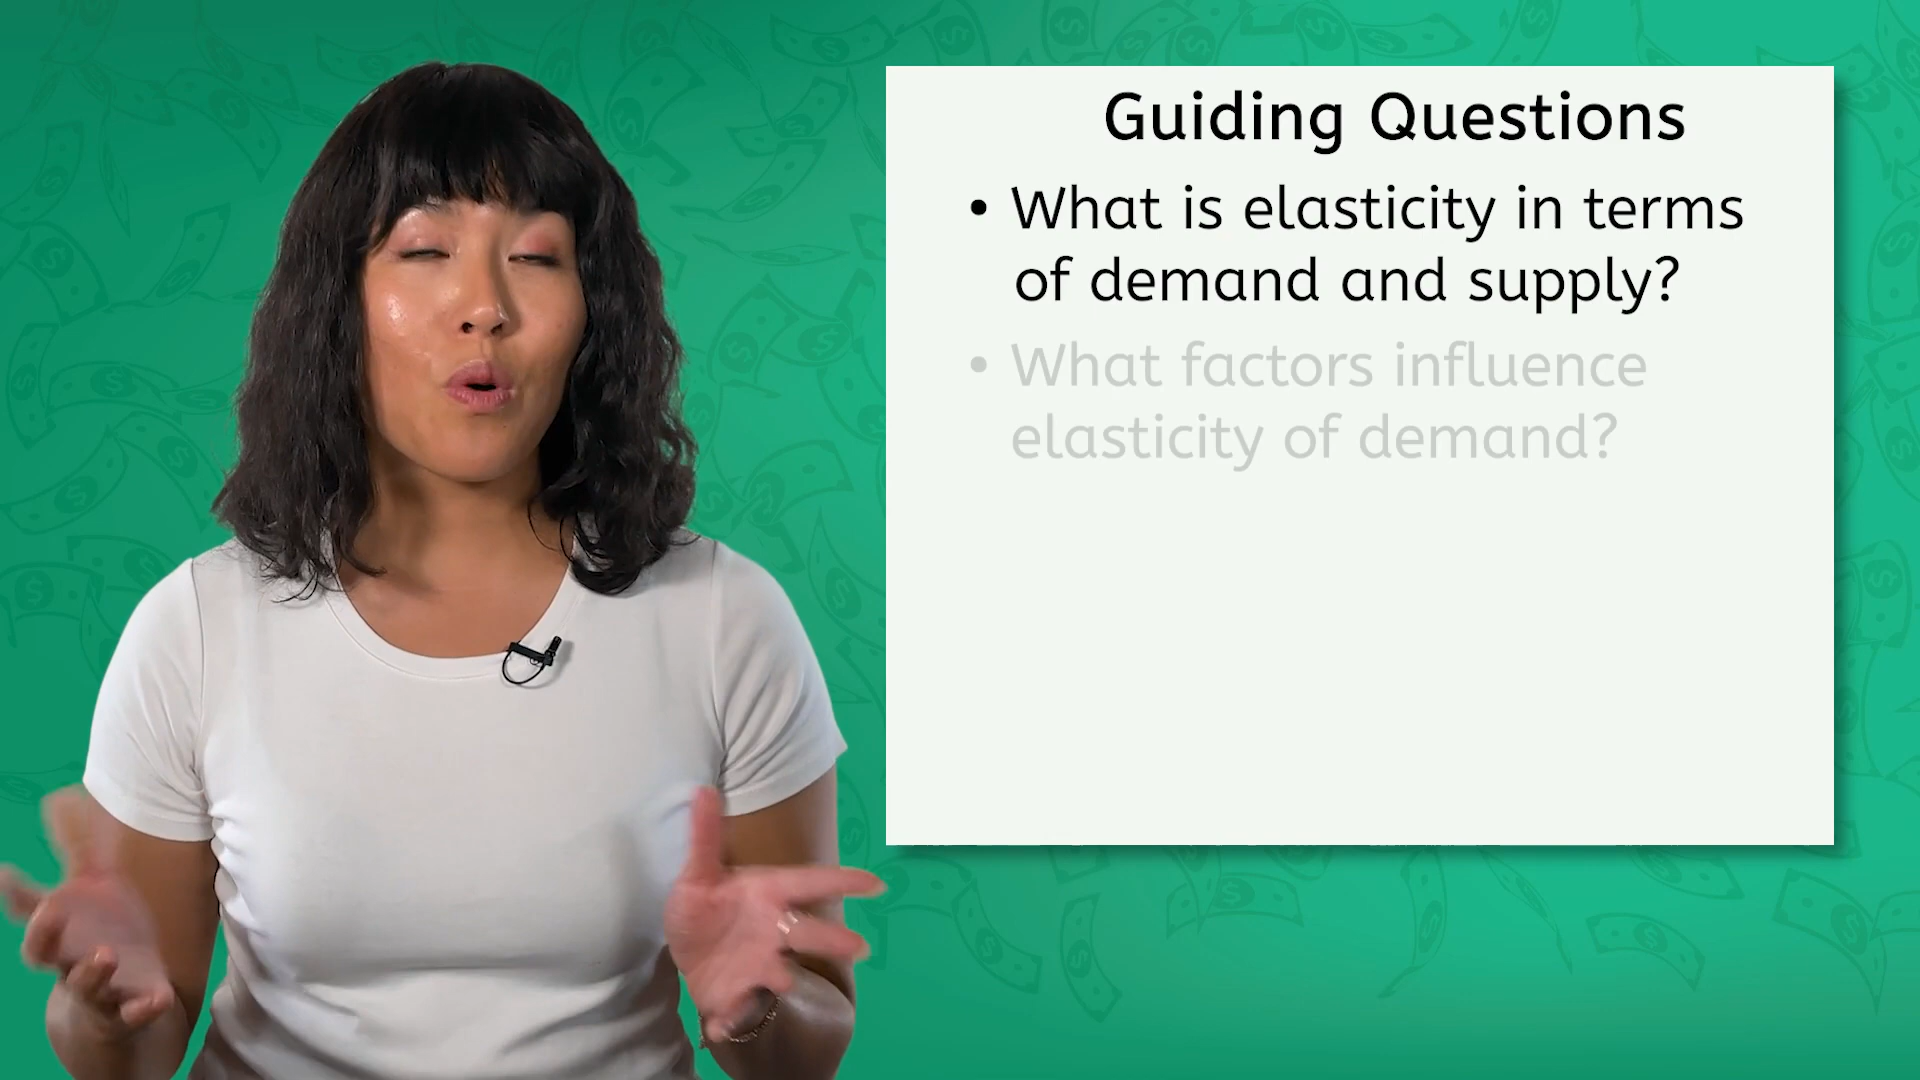 Guiding Questions
• What is elasticity in terms
of demand and supply?
• What factors influence
elasticity of demand?